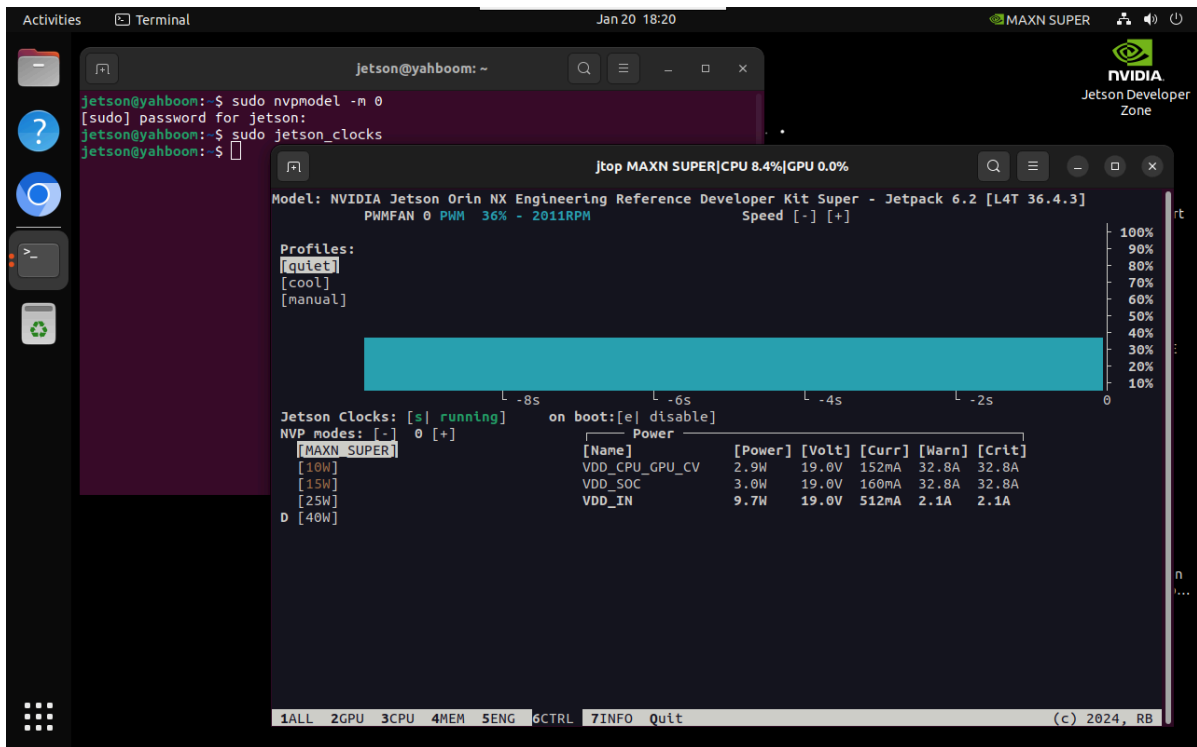 Activities Terminal Jan 20 18:20 MAXN SUPER
NVIDIA.
Jetson Developer
Zone
jetson@yahboom: ~
jetson@yahboom:~$ sudo nvpmodel -m 0
[sudo] password for jetson:
jetson@yahboom:~$ sudo jetson_clocks
jetson@yahboom:~$
jtop MAXN SUPER|CPU 8.4%|GPU 0.0%
Model: NVIDIA Jetson Orin NX Engineering Reference Developer Kit Super - Jetpack 6.2 [L4T 36.4.3]
PWMFAN 0 PWM 36% - 2011RPM Speed [-] [+]
100%
Profiles: 90%
[quiet] 80%
[cool] 70%
[manual] 60%
50%
40%
30%
20%
10%
-8s -6s -4s -2s 0
Jetson Clocks: [s| running] on boot:[e| disable]
NVP modes: [-] 0 [+] Power
[MAXN_SUPER] [Name] [Power] [Volt] [Curr] [Warn] [Crit]
[10W] VDD_CPU_GPU_CV 2.9W 19.0V 152mA 32.8A 32.8A
[15W] VDD_SOC 3.0W 19.0V 160mA 32.8A 32.8A
[25W] VDD_IN 9.7W 19.0V 512mA 2.1A 2.1A
D [40W]
1ALL 2GPU 3CPU 4MEM 5ENG 6CTRL 7INFO Quit (c) 2024, RB